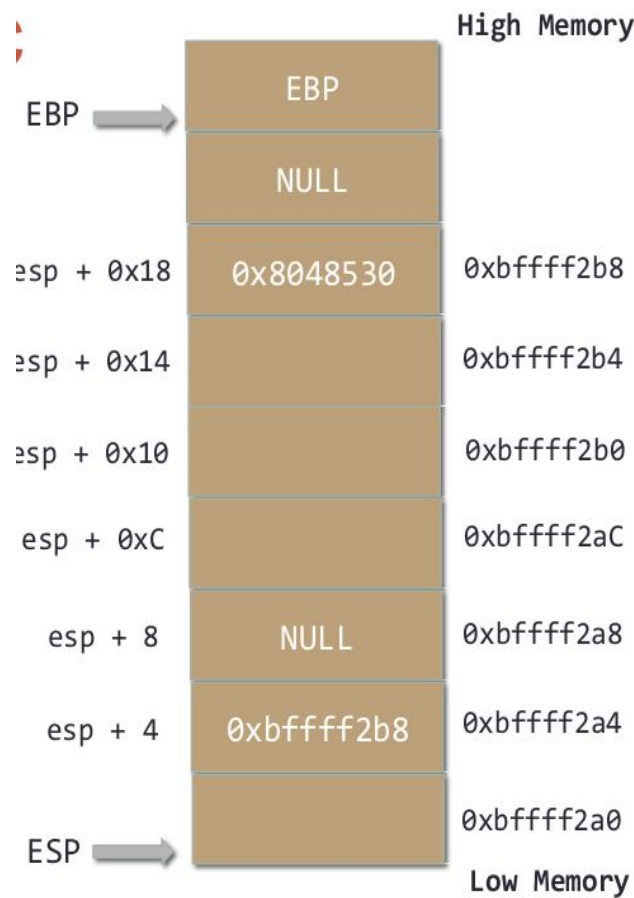 High Memory
EBP
EBP
NULL
esp + 0x18 0x8048530 0xbffff2b8
esp + 0x14 0xbffff2b4
esp + 0x10 0xbffff2b0
esp + 0xC 0xbffff2aC
esp + 8 NULL 0xbffff2a8
esp + 4 0xbffff2b8 0xbffff2a4
0xbffff2a0
ESP
Low Memory